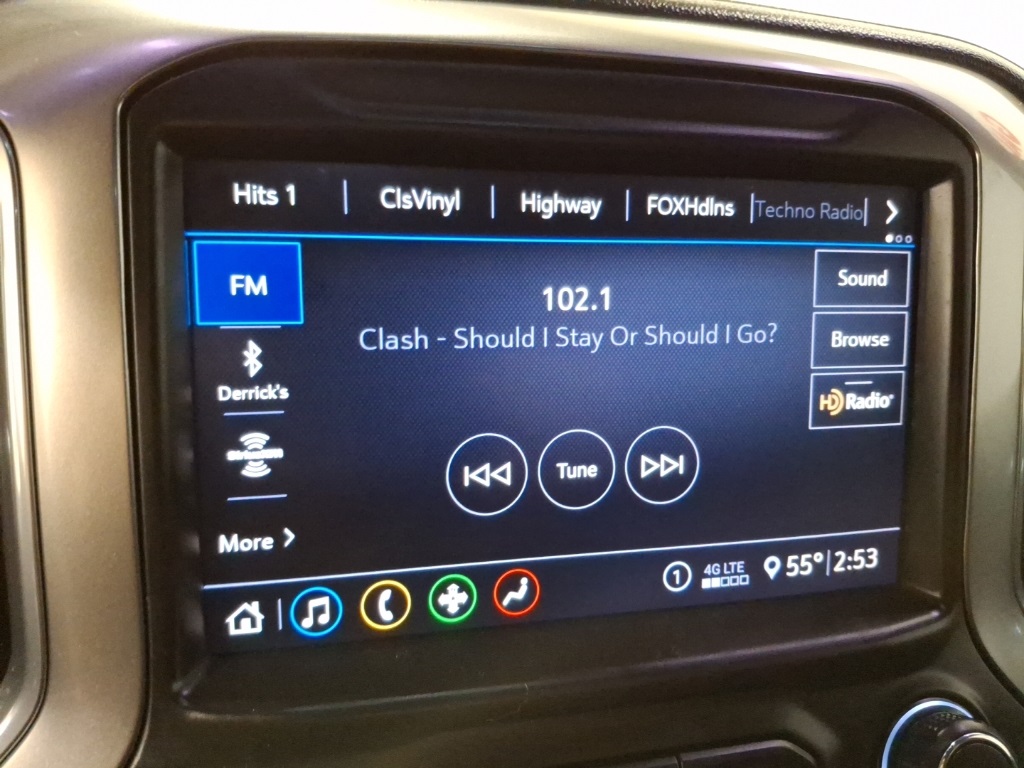 Hits 1 | ClsVinyl | Highway | FOXHdlns | Techno Radio
FM
102.1
Clash - Should I Stay Or Should I Go?
Sound
Browse
HD Radio
Derrick's
SiriusXM
Tune
More
1 4G LTE 55° 2:53